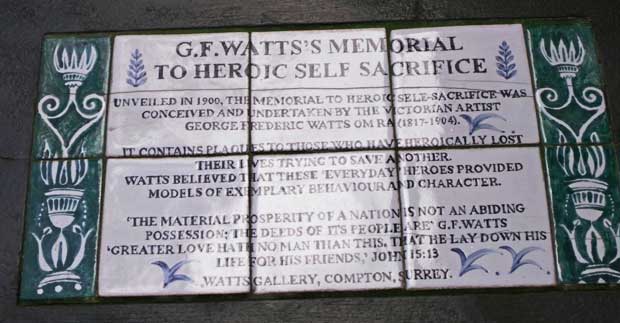 G.F.WATTS'S MEMORIAL
TO HEROIC SELF SACRIFICE
UNVEILED IN 1900, THE MEMORIAL TO HEROIC SELF-SACRIFICE WAS
CONCEIVED AND UNDERTAKEN BY THE VICTORIAN ARTIST
GEORGE FREDERIC WATTS OM RA (1817-1904).
IT CONTAINS PLAQUES TO THOSE WHO HAVE HEROICALLY LOST
THEIR LIVES TRYING TO SAVE ANOTHER.
WATTS BELIEVED THAT THESE 'EVERYDAY' HEROES PROVIDED
MODELS OF EXEMPLARY BEHAVIOUR AND CHARACTER.
'THE MATERIAL PROSPERITY OF A NATION IS NOT AN ABIDING
POSSESSION; THE DEEDS OF ITS PEOPLE ARE' G.F.WATTS
'GREATER LOVE HATH NO MAN THAN THIS, THAT HE LAY DOWN HIS
LIFE FOR HIS FRIENDS,' JOHN 15:13
WATTS GALLERY, COMPTON, SURREY.